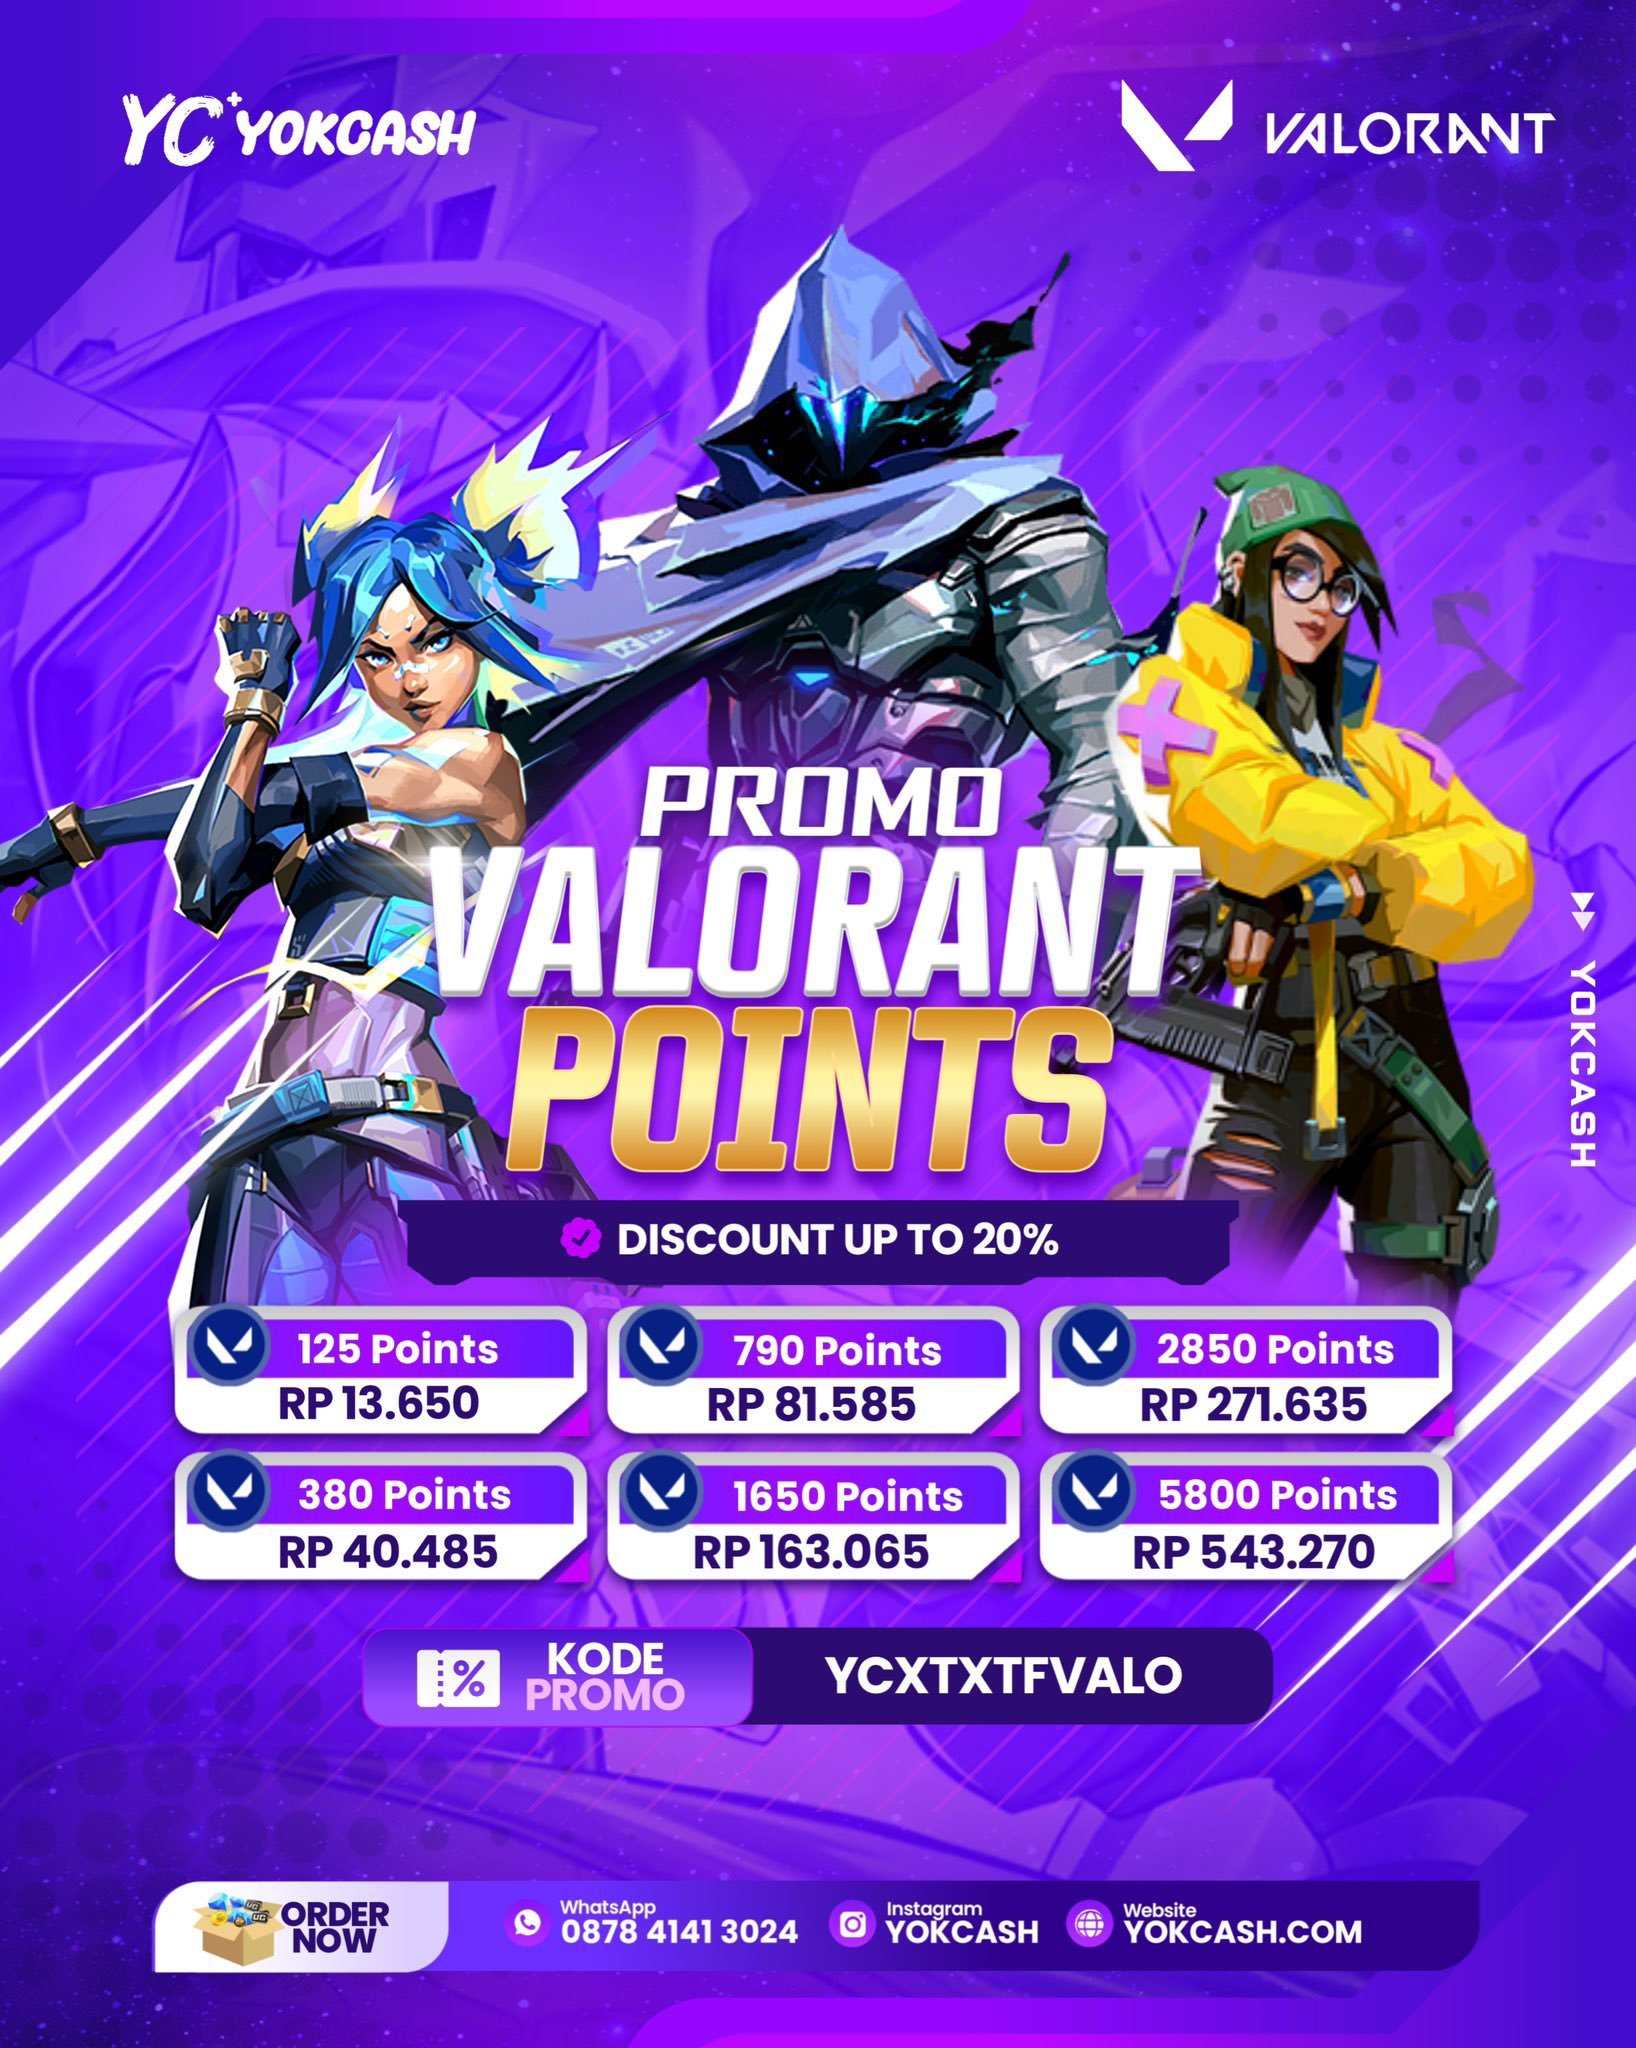 YC+ YOKCASH
VALORANT
PROMO
VALORANT
POINTS
YOKCASH
DISCOUNT UP TO 20%
125 Points
RP 13.650
790 Points
RP 81.585
2850 Points
RP 271.635
380 Points
RP 40.485
1650 Points
RP 163.065
5800 Points
RP 543.270
%
KODE
PROMO
YCXTXTFVALO
ORDER
NOW
WhatsApp
0878 4141 3024
Instagram
YOKCASH
Website
YOKCASH.COM